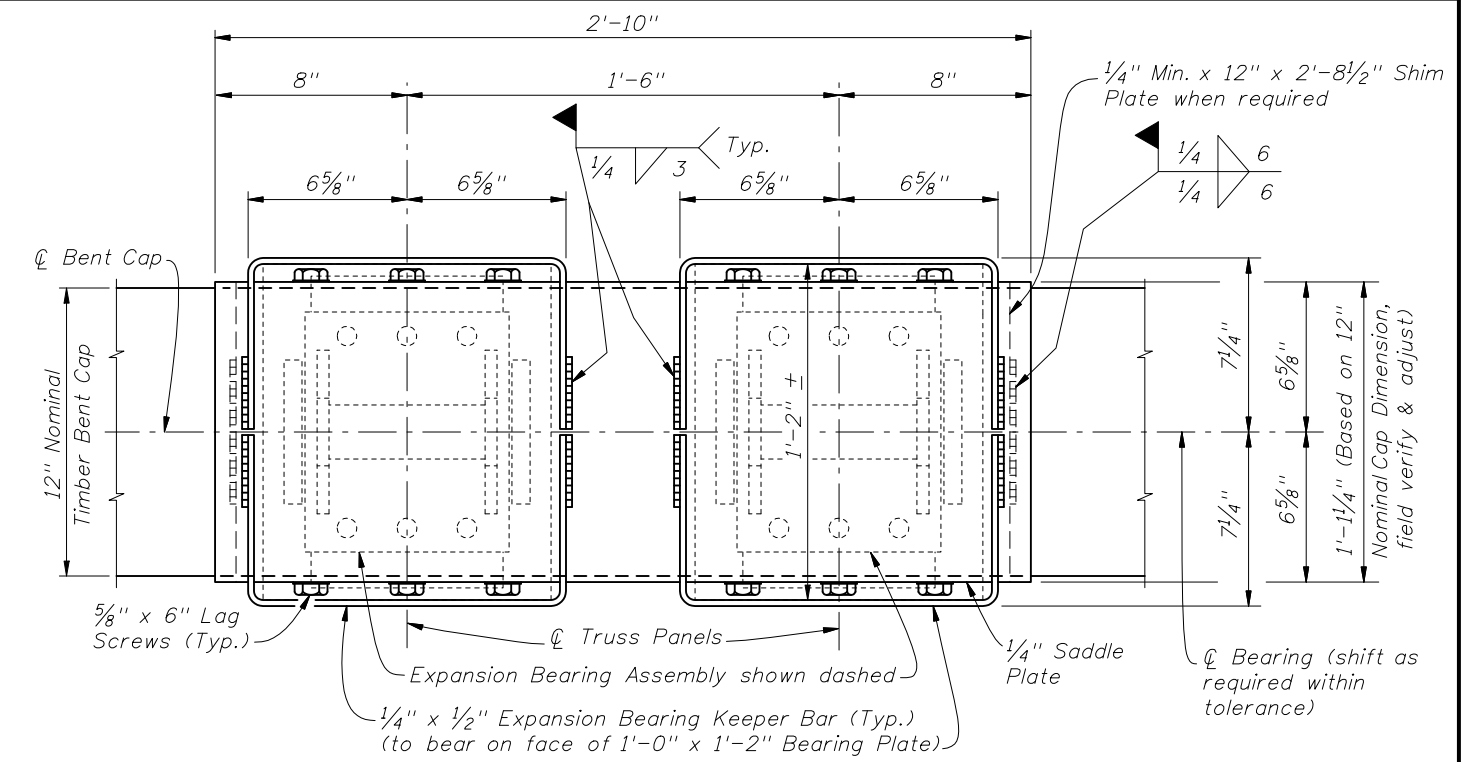 2'-10"
8"
1'-6"
8"
1/4" Min. x 12" x 2'-8 1/2" Shim
Plate when required
1/4
3
Typ.
1/4
6
1/4
6
6 5/8"
6 5/8"
6 5/8"
6 5/8"
℄ Bent Cap
12" Nominal
Timber Bent Cap
1'-2" ±
7 1/4"
7 1/4"
6 5/8"
6 5/8"
1'-1 1/4" (Based on 12"
Nominal Cap Dimension,
field verify & adjust)
5/8" x 6" Lag
Screws (Typ.)
℄ Truss Panels
Expansion Bearing Assembly shown dashed
1/4" x 1/2" Expansion Bearing Keeper Bar (Typ.)
(to bear on face of 1'-0" x 1'-2" Bearing Plate)
1/4" Saddle
Plate
℄ Bearing (shift as
required within
tolerance)